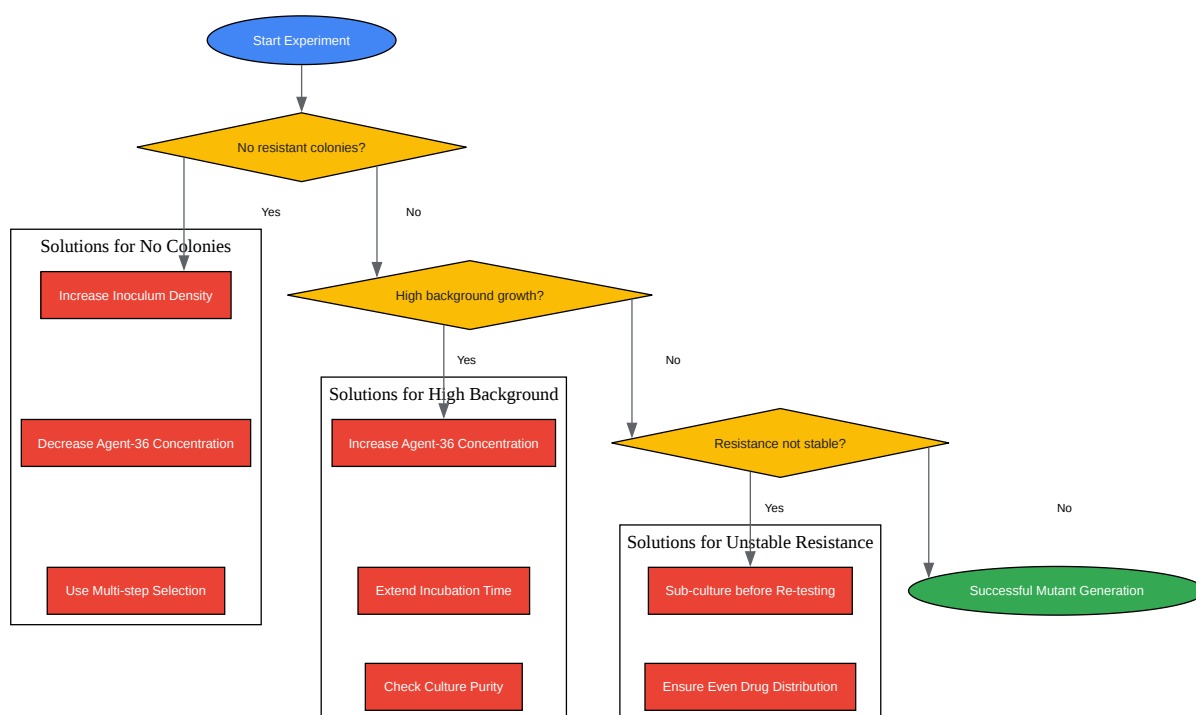 Start Experiment
No resistant colonies?
Yes
No
Solutions for No Colonies
Increase Inoculum Density
High background growth?
Yes
No
Solutions for High Background
Decrease Agent-36 Concentration
Increase Agent-36 Concentration
Resistance not stable?
Yes
No
Solutions for Unstable Resistance
Use Multi-step Selection
Extend Incubation Time
Sub-culture before Re-testing
Successful Mutant Generation
Check Culture Purity
Ensure Even Drug Distribution